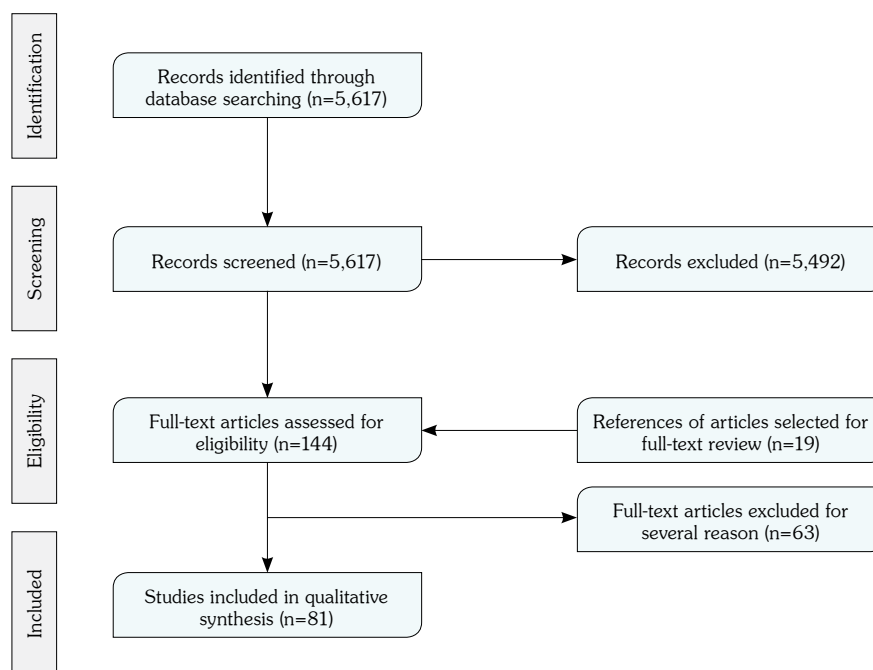 Identification
Records identified through
database searching (n=5,617)
Screening
Records screened (n=5,617)
Records excluded (n=5,492)
Eligibility
Full-text articles assessed for
eligibility (n=144)
References of articles selected for
full-text review (n=19)
Full-text articles excluded for
several reason (n=63)
Included
Studies included in qualitative
synthesis (n=81)